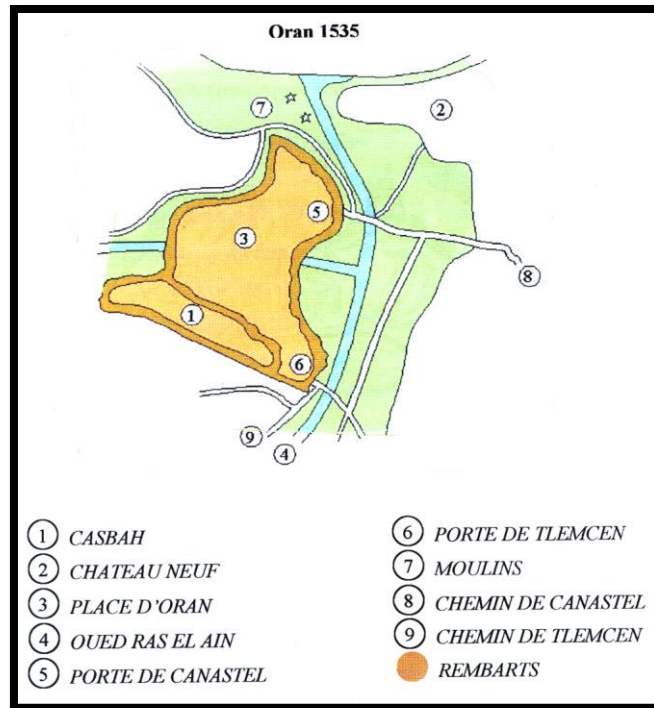 Oran 1535
7
2
5
3
8
1
6
9
4
1 CASBAH
2 CHATEAU NEUF
3 PLACE D'ORAN
4 OUED RAS EL AIN
5 PORTE DE CANASTEL
6 PORTE DE TLEMCEN
7 MOULINS
8 CHEMIN DE CANASTEL
9 CHEMIN DE TLEMCEN
REMBARTS